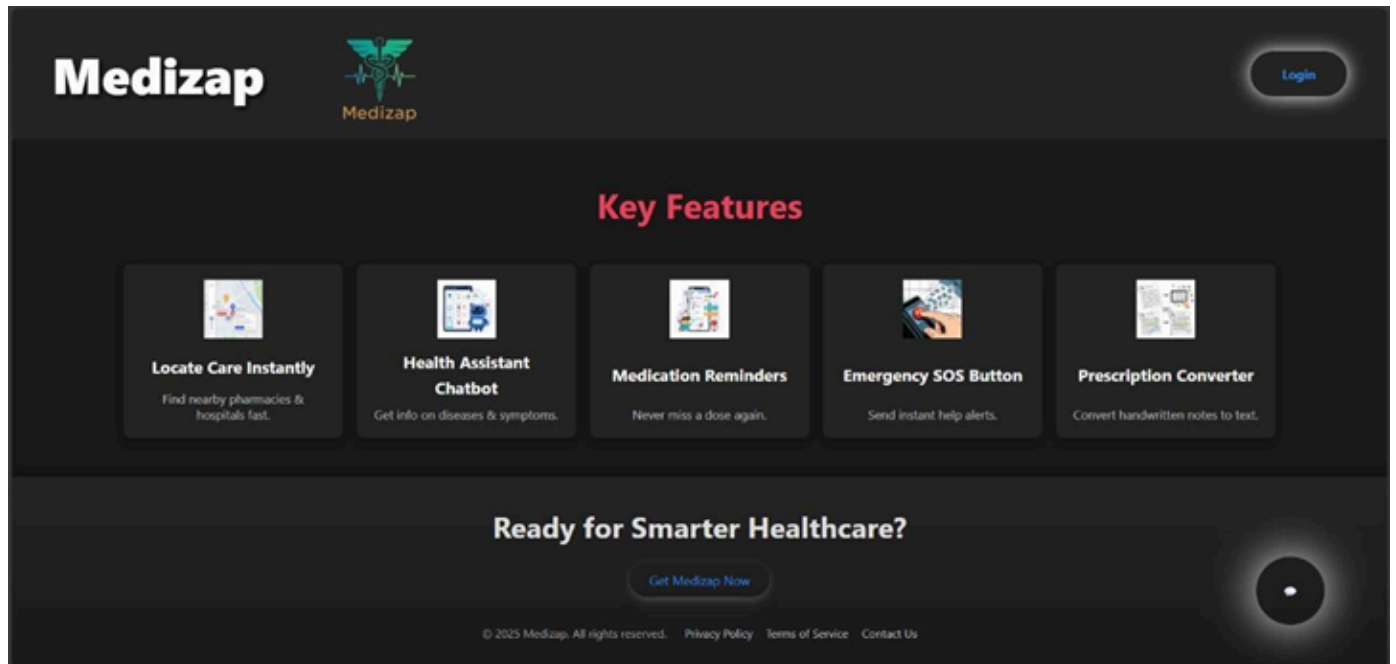 Medizap
Medizap
Login
Key Features
Locate Care Instantly
Find nearby pharmacies &
hospitals fast.
Health Assistant
Chatbot
Get info on diseases & symptoms.
Medication Reminders
Never miss a dose again.
Emergency SOS Button
Send instant help alerts.
Prescription Converter
Convert handwritten notes to text.
Ready for Smarter Healthcare?
Get Medizap Now
© 2025 Medizap. All rights reserved. Privacy Policy Terms of Service Contact Us